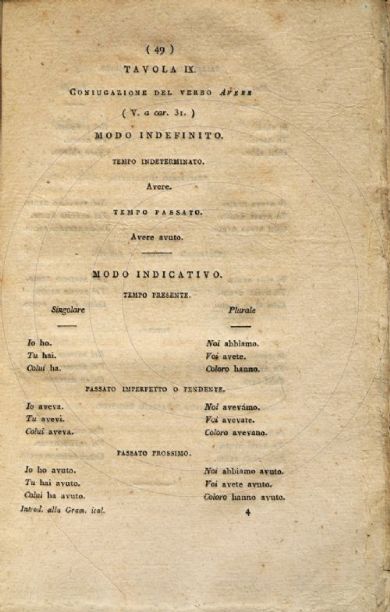 ( 49 )
TAVOLA IX.
CONIUGAZIONE DEL VERBO AVERE
( V. a car. 31. )
MODO INDEFINITO.
TEMPO INDETERMINATO.
Avere.
TEMPO PASSATO.
Avere avuto.
MODO INDICATIVO.
TEMPO PRESENTE.
Singolare Plurale
Io ho. Noi abbiamo.
Tu hai. Voi avete.
Colui ha. Coloro hanno.
PASSATO IMPERFETTO O PENDENTE.
Io aveva. Noi avevámo.
Tu avevi. Voi avevate.
Colui aveva. Coloro avevano.
PASSATO PROSSIMO.
Io ho avuto. Noi abbiamo avuto.
Tu hai avuto. Voi avete avuto.
Colui ha avuto. Coloro hanno avuto.
Introd. alla Gram. ital. 4